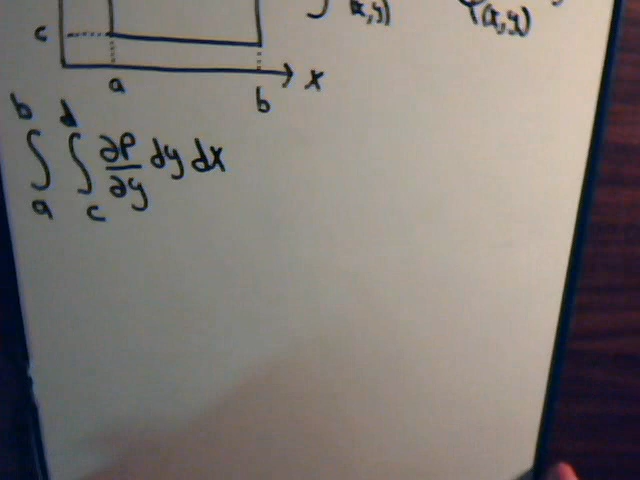 c
(x,y)
(x,y)
a
b
x
b d
∫ ∫ ∂P/∂y dy dx
a c